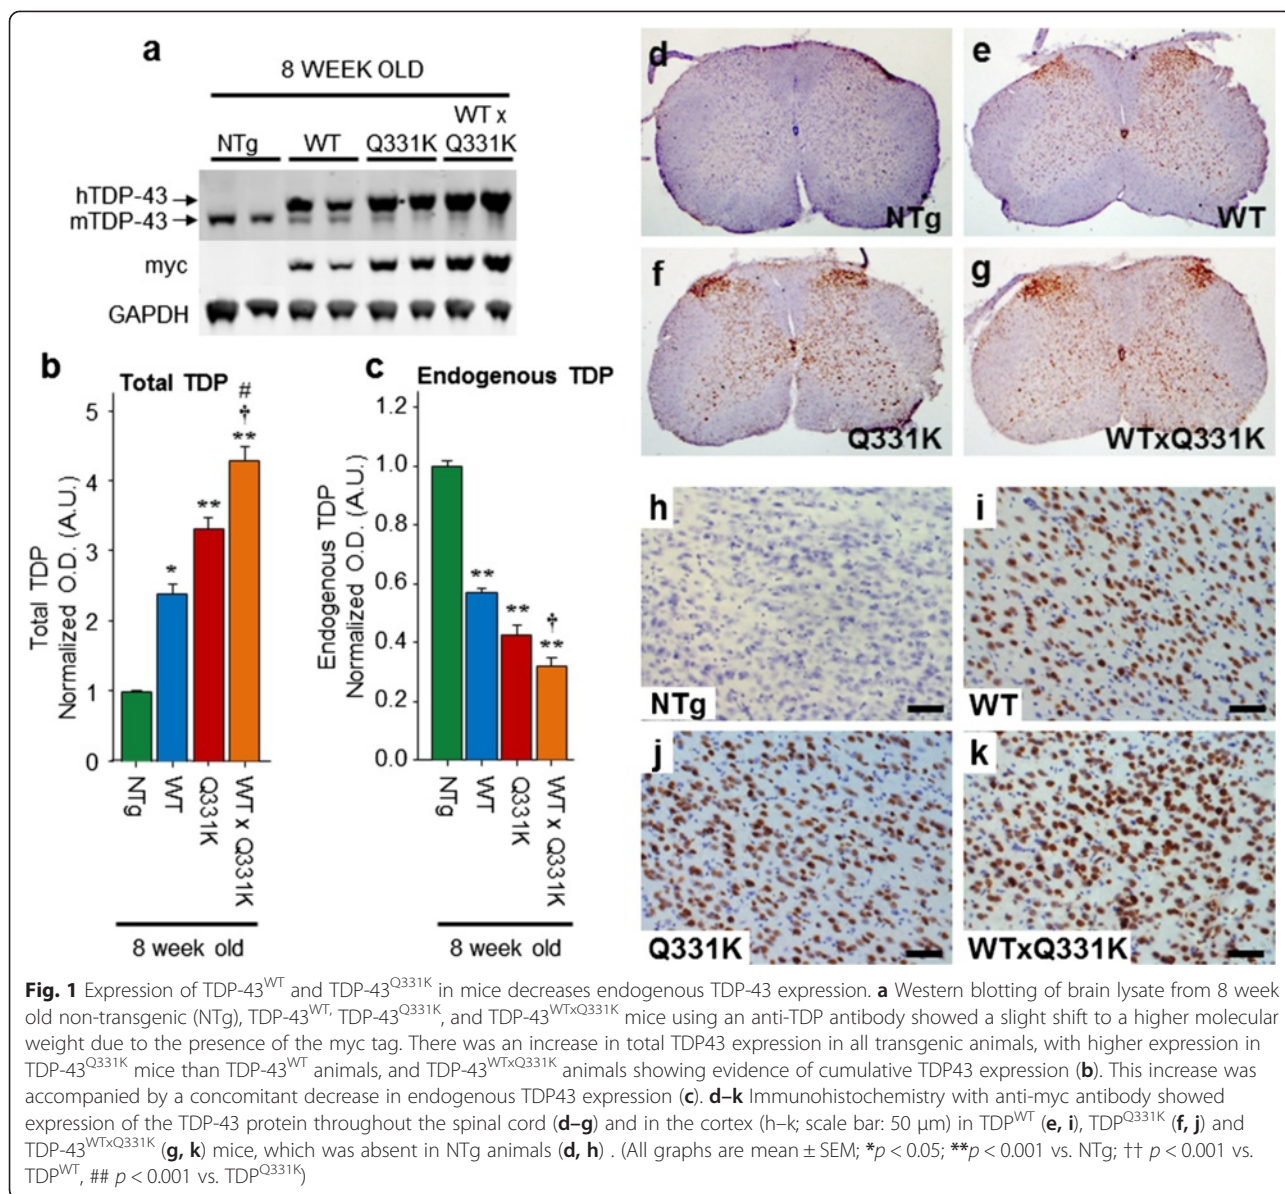 a
8 WEEK OLD
NTg
WT
Q331K
WT x
Q331K
hTDP-43
mTDP-43
myc
GAPDH
b
Total TDP
#
†
**
**
*
Total TDP
Normalized O.D. (A.U.)
5
4
3
2
1
0
NTg
WT
Q331K
WT x Q331K
8 week old
c
Endogenous TDP
Endogenous TDP
Normalized O.D. (A.U.)
1.2
1.0
0.8
0.6
0.4
0.2
0.0
**
**
†
**
NTg
WT
Q331K
WT x Q331K
8 week old
d
NTg
e
WT
f
Q331K
g
WTxQ331K
h
NTg
i
WT
j
Q331K
k
WTxQ331K
Fig. 1 Expression of TDP-43WT and TDP-43Q331K in mice decreases endogenous TDP-43 expression. a Western blotting of brain lysate from 8 week
old non-transgenic (NTg), TDP-43WT, TDP-43Q331K, and TDP-43WTxQ331K mice using an anti-TDP antibody showed a slight shift to a higher molecular
weight due to the presence of the myc tag. There was an increase in total TDP43 expression in all transgenic animals, with higher expression in
TDP-43Q331K mice than TDP-43WT animals, and TDP-43WTxQ331K animals showing evidence of cumulative TDP43 expression (b). This increase was
accompanied by a concomitant decrease in endogenous TDP43 expression (c). d–k Immunohistochemistry with anti-myc antibody showed
expression of the TDP-43 protein throughout the spinal cord (d–g) and in the cortex (h–k; scale bar: 50 μm) in TDPWT (e, i), TDPQ331K (f, j) and
TDP-43WTxQ331K (g, k) mice, which was absent in NTg animals (d, h) . (All graphs are mean ± SEM; *p < 0.05; **p < 0.001 vs. NTg; †† p < 0.001 vs.
TDPWT, ## p < 0.001 vs. TDPQ331K)